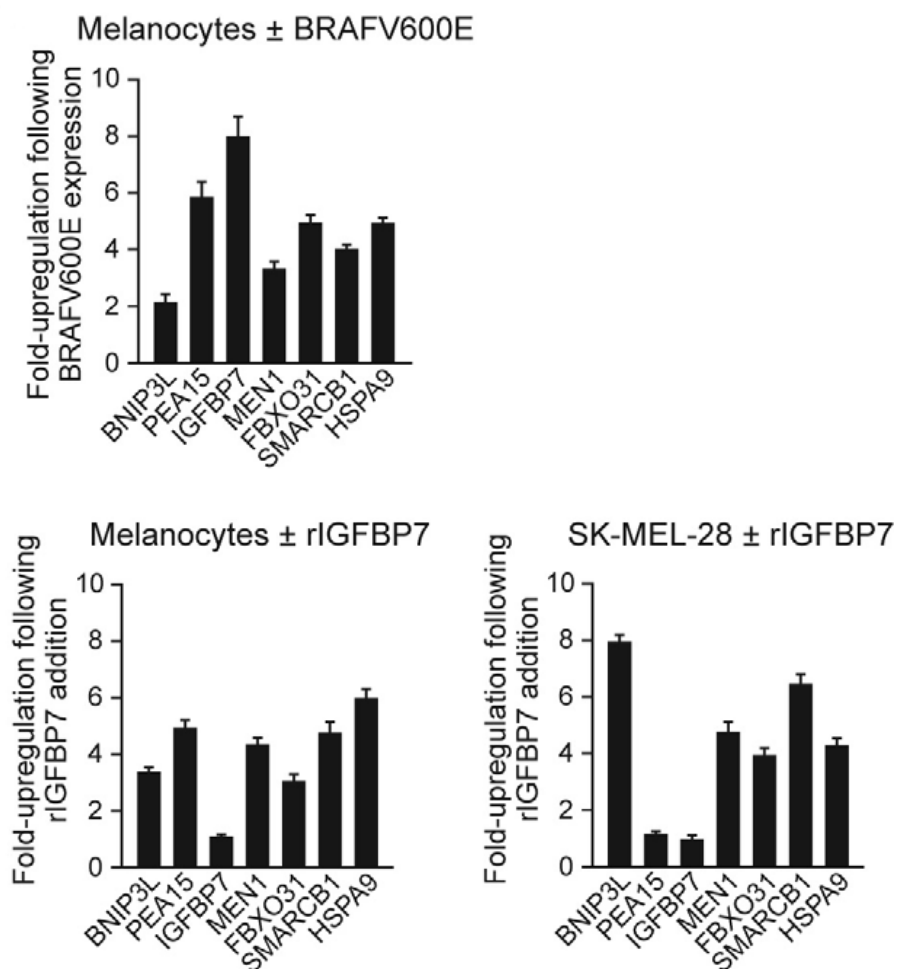 Melanocytes ± BRAFV600E
Fold-upregulation following
BRAFV600E expression
10
8
6
4
2
0
BNIP3L
PEA15
IGFBP7
MEN1
FBXO31
SMARCB1
HSPA9
Melanocytes ± rIGFBP7
Fold-upregulation following
rIGFBP7 addition
10
8
6
4
2
0
BNIP3L
PEA15
IGFBP7
MEN1
FBXO31
SMARCB1
HSPA9
SK-MEL-28 ± rIGFBP7
Fold-upregulation following
rIGFBP7 addition
10
8
6
4
2
0
BNIP3L
PEA15
IGFBP7
MEN1
FBXO31
SMARCB1
HSPA9